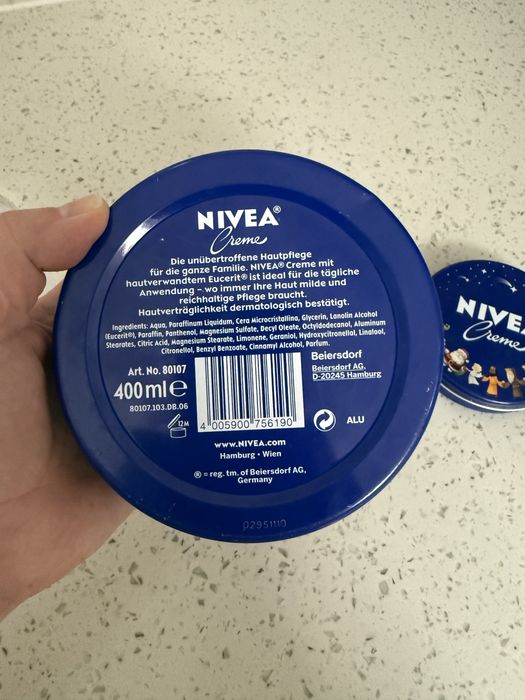 NIVEA®
Creme
Die unübertroffene Hautpflege
für die ganze Familie. NIVEA® Creme mit
hautverwandtem Eucerit® ist ideal für die tägliche
Anwendung – wo immer Ihre Haut milde und
reichhaltige Pflege braucht.
Hautverträglichkeit dermatologisch bestätigt.
Ingredients: Aqua, Paraffinum Liquidum, Cera Microcristallina, Glycerin, Lanolin Alcohol
(Eucerit®), Paraffin, Panthenol, Magnesium Sulfate, Decyl Oleate, Octyldodecanol, Aluminum
Stearates, Citric Acid, Magnesium Stearate, Limonene, Geraniol, Hydroxycitronellal, Linalool,
Citronellol, Benzyl Benzoate, Cinnamyl Alcohol, Parfum.
Art. No. 80107
400 ml e
80107.103.DB.06
12M
4 005900 756190
Beiersdorf
Beiersdorf AG,
D-20245 Hamburg
ALU
www.NIVEA.com
Hamburg • Wien
® = reg. tm. of Beiersdorf AG,
Germany
02951110
NIVE
Creme